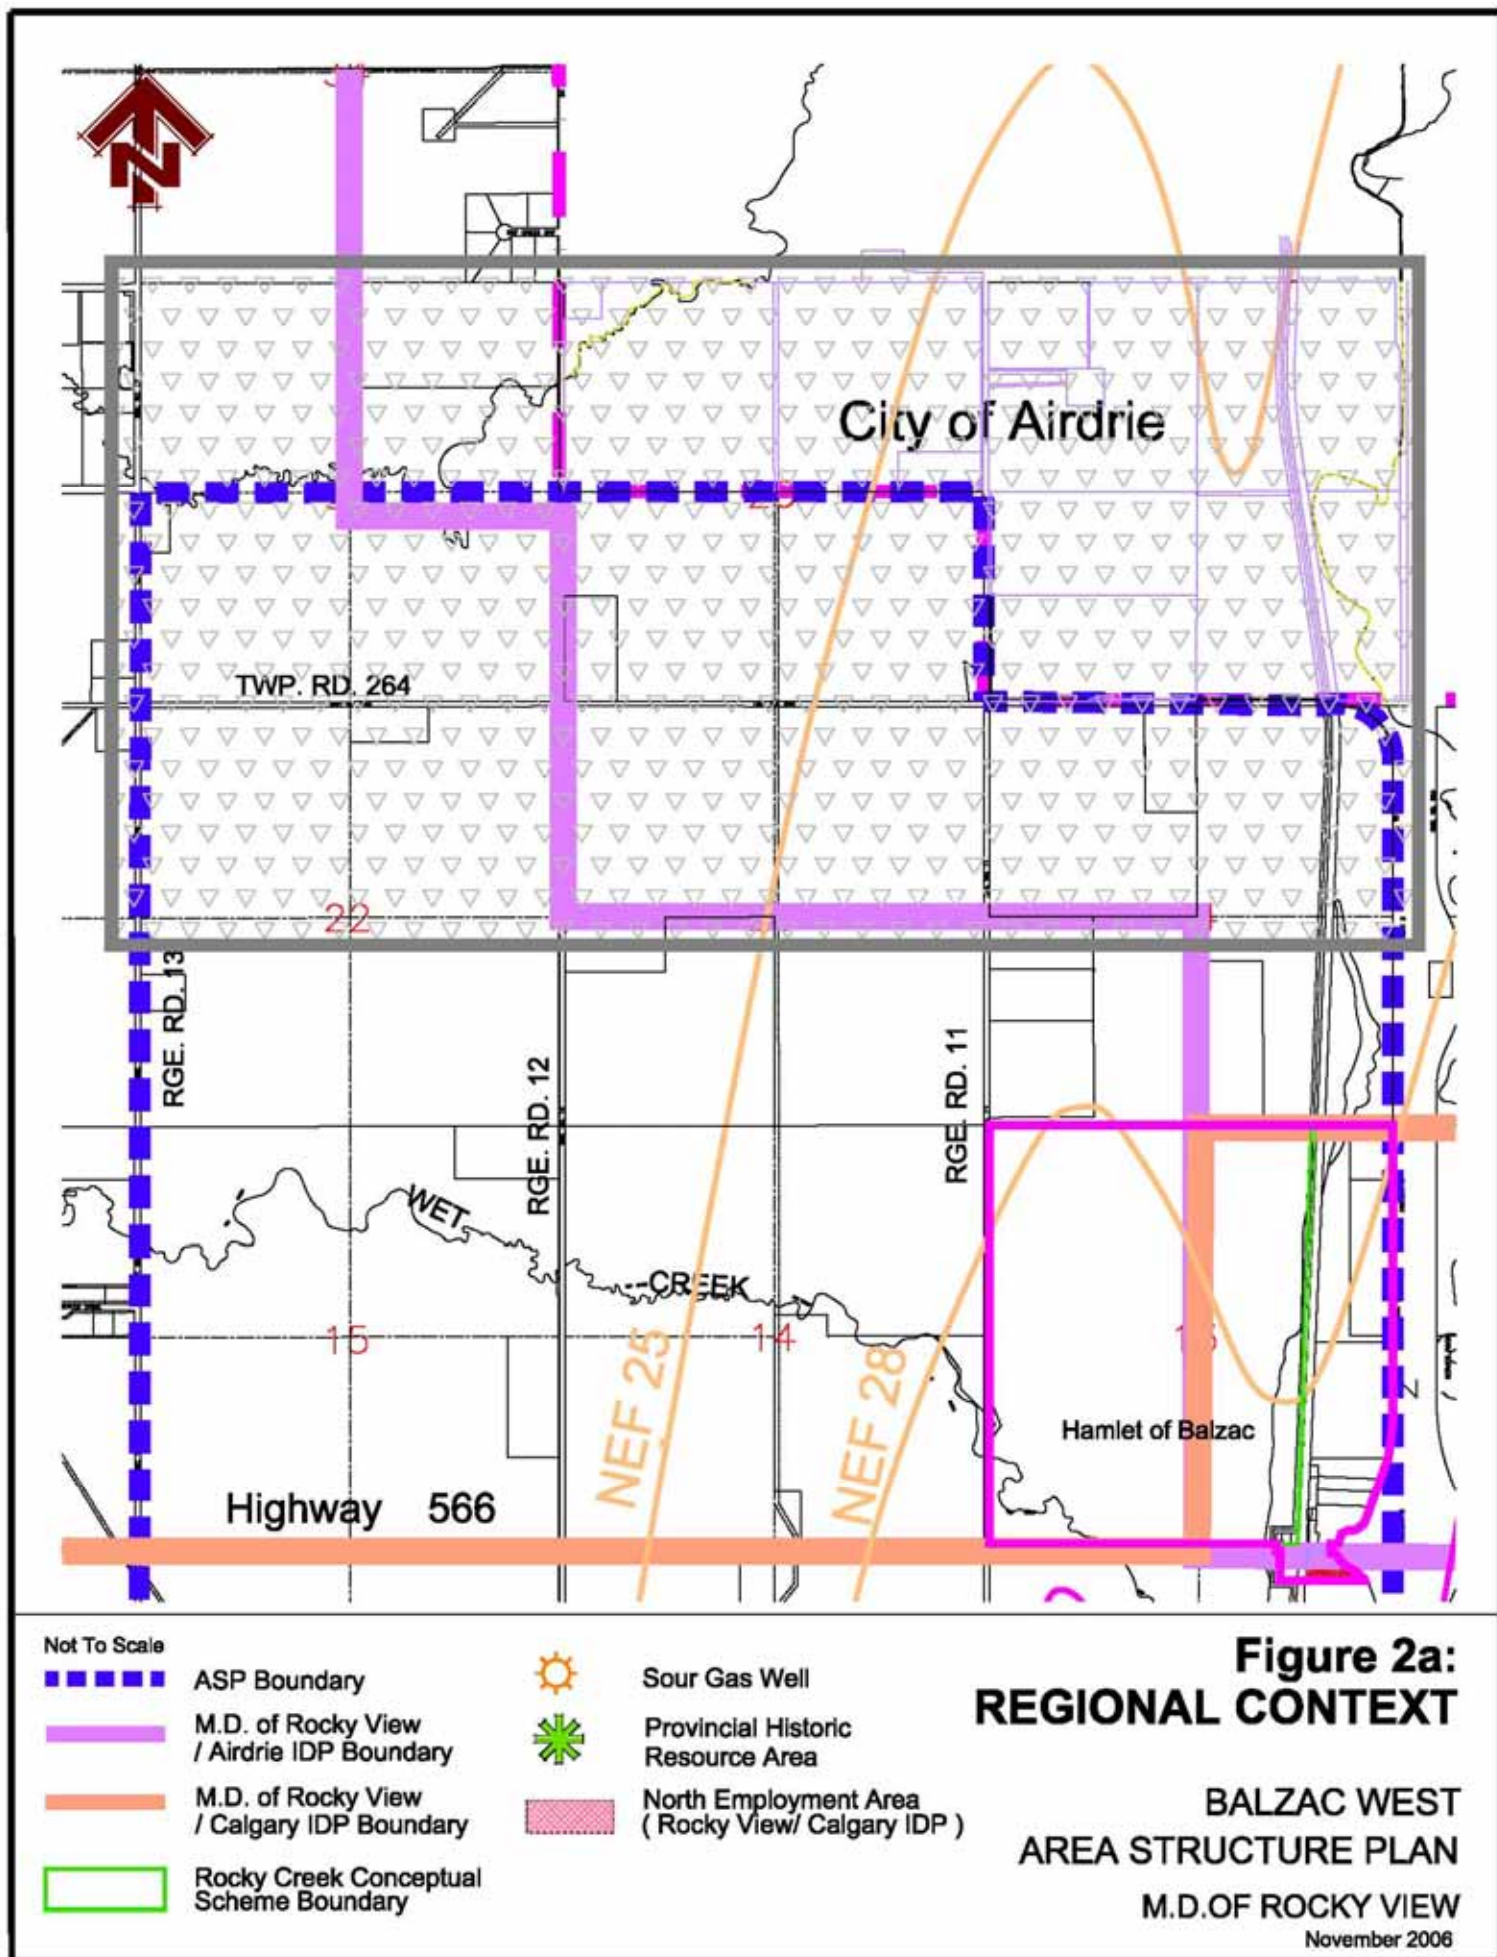 N
City of Airdrie
TWP. RD. 264
22
RGE. RD. 13
RGE. RD. 12
RGE. RD. 11
WET
CREEK
15
14
NEF 25
NEF 28
Hamlet of Balzac
2
Highway 566
Not To Scale
ASP Boundary
M.D. of Rocky View
/ Airdrie IDP Boundary
M.D. of Rocky View
/ Calgary IDP Boundary
Rocky Creek Conceptual
Scheme Boundary
Sour Gas Well
Provincial Historic
Resource Area
North Employment Area
( Rocky View/ Calgary IDP )
Figure 2a:
REGIONAL CONTEXT
BALZAC WEST
AREA STRUCTURE PLAN
M.D.OF ROCKY VIEW
November 2006